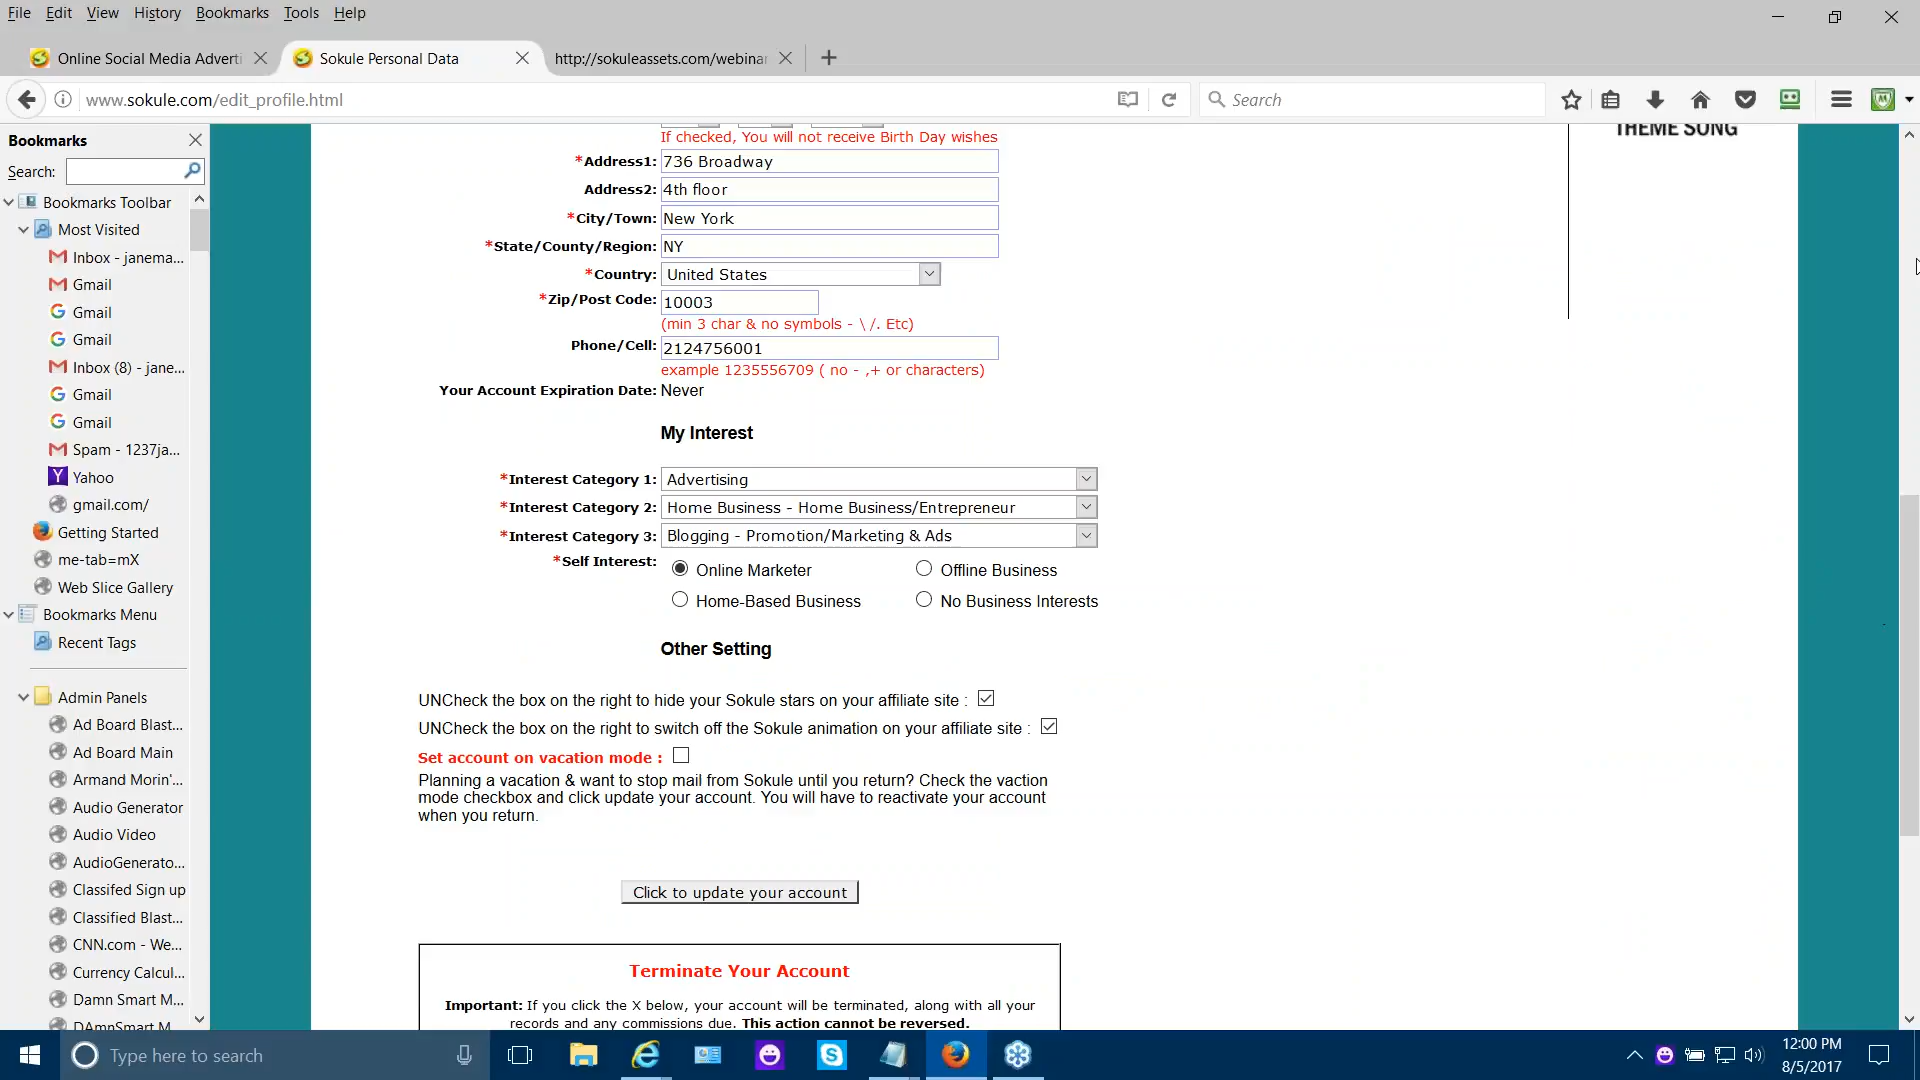 File Edit View History Bookmarks Tools Help
Online Social Media Adverti
Sokule Personal Data
http://sokuleassets.com/webinar
www.sokule.com/edit_profile.html
Search
Bookmarks
Search:
Bookmarks Toolbar
Most Visited
Inbox - janema...
Gmail
Gmail
Gmail
Inbox (8) - jane...
Gmail
Gmail
Spam - 1237ja...
Yahoo
gmail.com/
Getting Started
me-tab=mX
Web Slice Gallery
Bookmarks Menu
Recent Tags
Admin Panels
Ad Board Blast...
Ad Board Main
Armand Morin'...
Audio Generator
Audio Video
AudioGenerato...
Classifed Sign up
Classified Blast...
CNN.com - We...
Currency Calcul...
Damn Smart M...
DAmnSmart M
THEME SONG
If checked, You will not receive Birth Day wishes
*Address1: 736 Broadway
Address2: 4th floor
*City/Town: New York
*State/County/Region: NY
*Country: United States
*Zip/Post Code: 10003
(min 3 char & no symbols - \ /. Etc)
Phone/Cell: 2124756001
example 1235556709 ( no - ,+ or characters)
Your Account Expiration Date: Never
My Interest
*Interest Category 1: Advertising
*Interest Category 2: Home Business - Home Business/Entrepreneur
*Interest Category 3: Blogging - Promotion/Marketing & Ads
*Self Interest: Online Marketer Offline Business
Home-Based Business No Business Interests
Other Setting
UNCheck the box on the right to hide your Sokule stars on your affiliate site :
UNCheck the box on the right to switch off the Sokule animation on your affiliate site :
Set account on vacation mode :
Planning a vacation & want to stop mail from Sokule until you return? Check the vaction
mode checkbox and click update your account. You will have to reactivate your account
when you return.
Click to update your account
Terminate Your Account
Important: If you click the X below, your account will be terminated, along with all your
records and any commissions due. This action cannot be reversed.
Type here to search
12:00 PM
8/5/2017